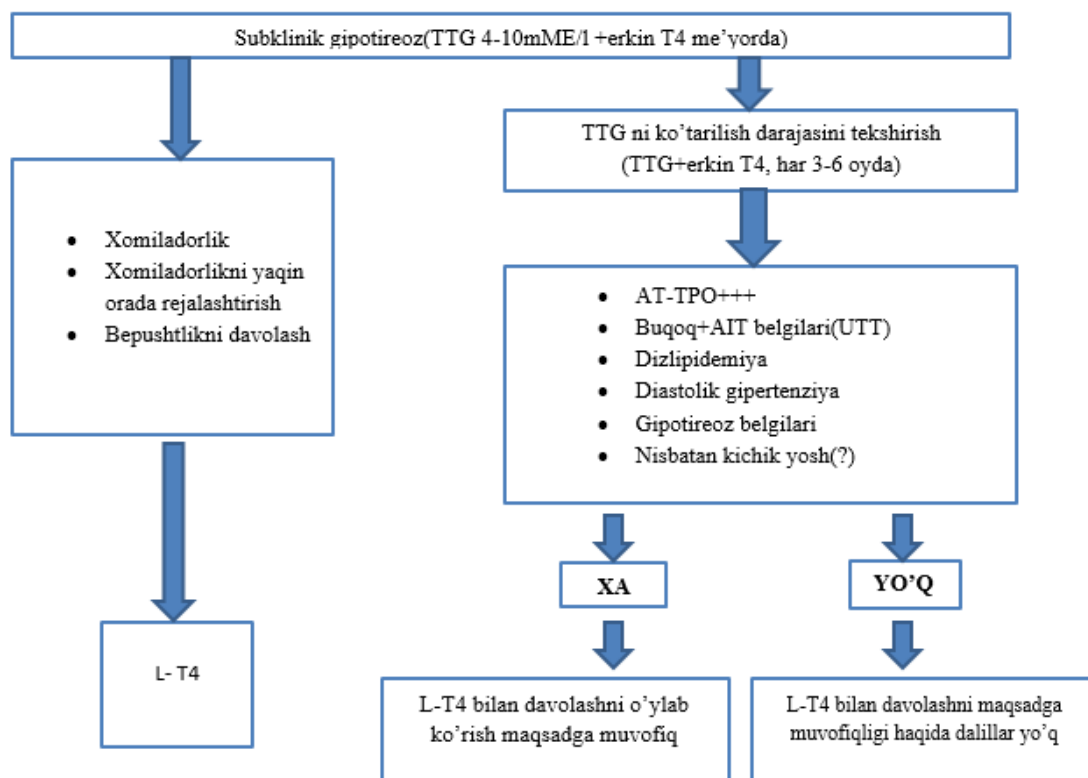 Subklinik gipotireoz(TTG 4-10mME/l +erkin T4 me’yorda)
TTG ni ko’tarilish darajasini tekshirish
(TTG+erkin T4, har 3-6 oyda)
• Xomiladorlik
• Xomiladorlikni yaqin
orada rejalashtirish
• Bepushtlikni davolash
• AT-TPO+++
• Buqoq+AIT belgilari(UTT)
• Dizlipidemiya
• Diastolik gipertenziya
• Gipotireoz belgilari
• Nisbatan kichik yosh(?)
XA
YO’Q
L- T4
L-T4 bilan davolashni o’ylab
ko’rish maqsadga muvofiq
L-T4 bilan davolashni maqsadga
muvofiqligi haqida dalillar yo’q